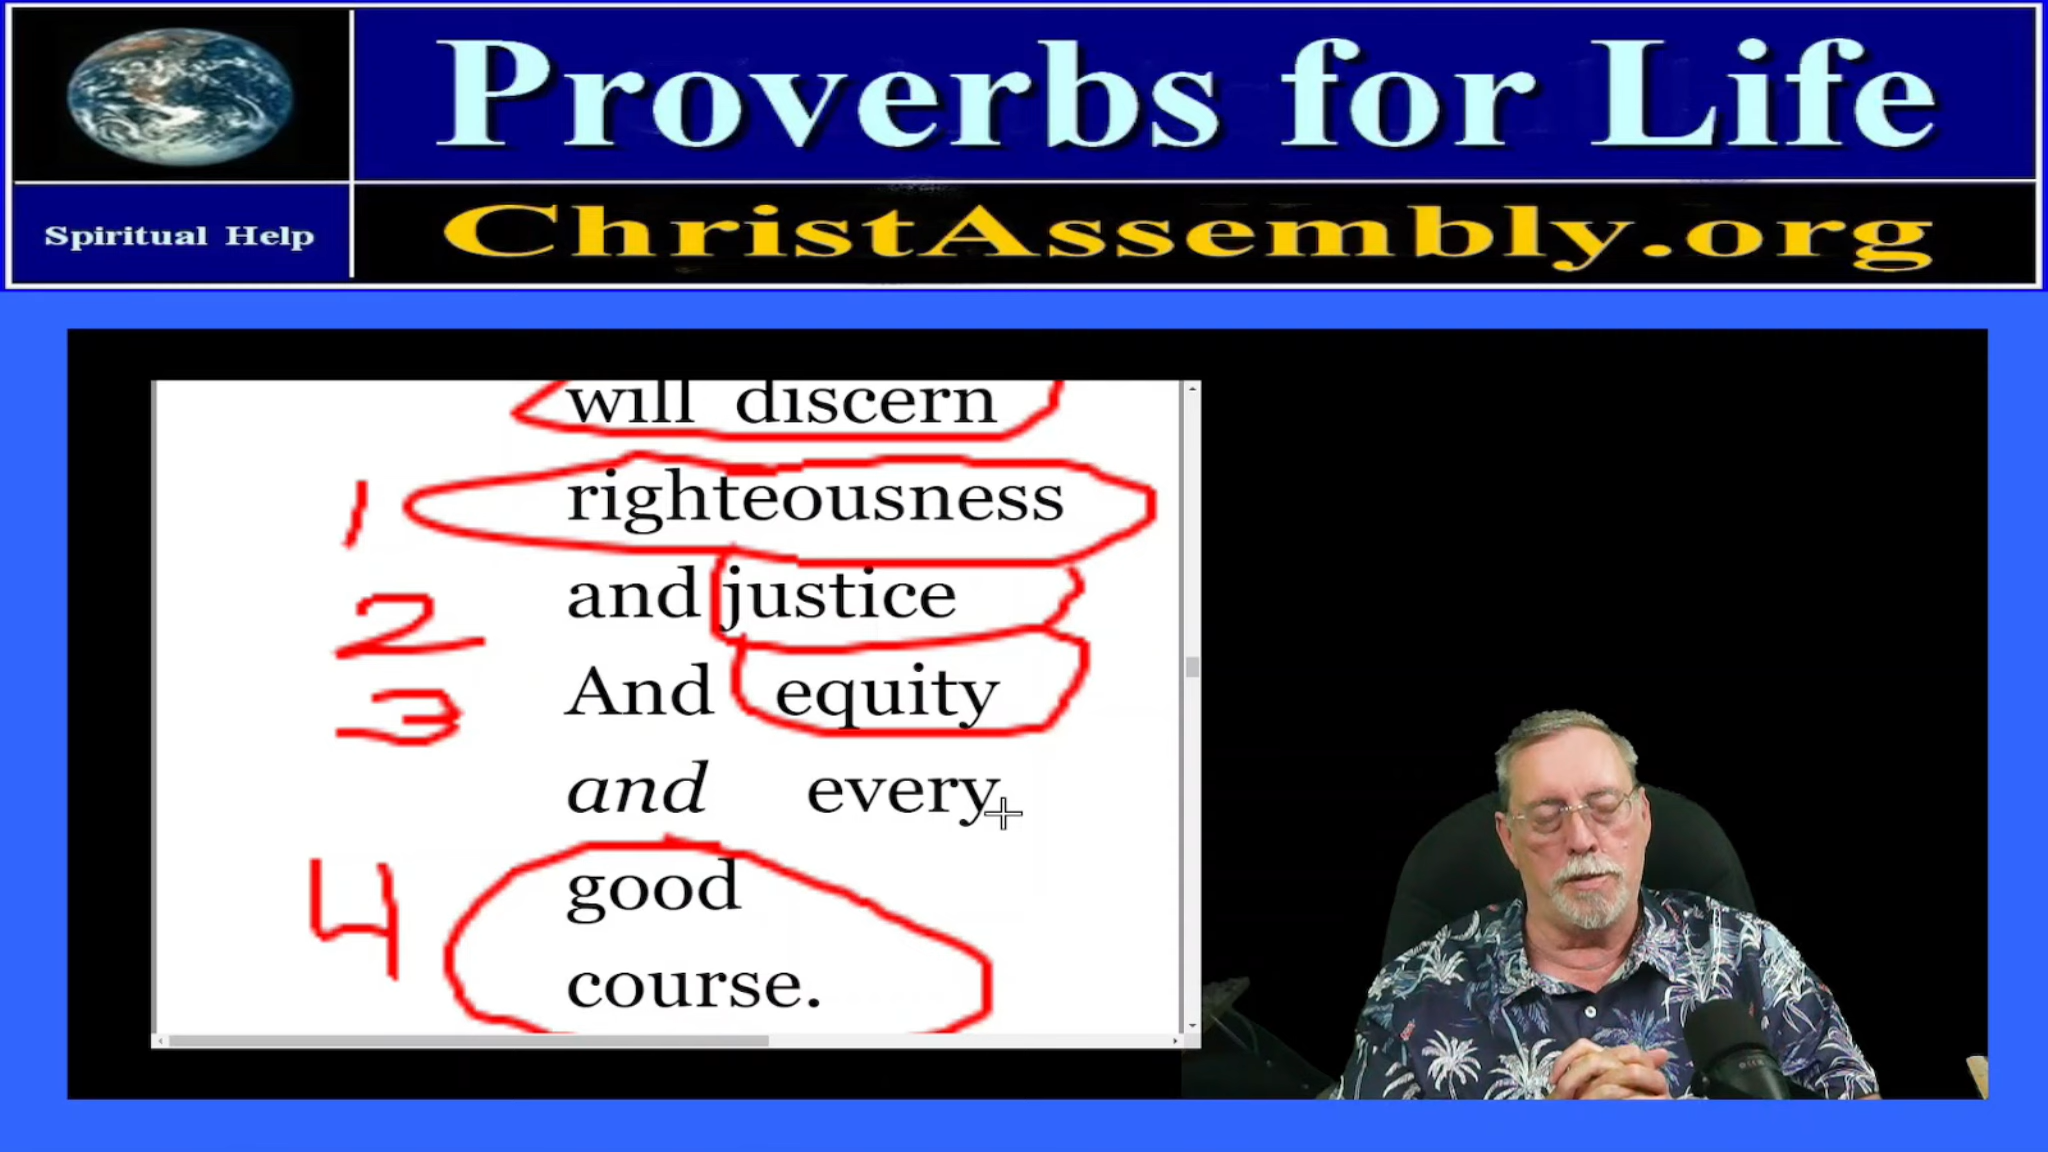 Proverbs for Life
Spiritual Help
ChristAssembly.org
will discern
1 righteousness
2 and justice
3 And equity
and every
4 good
course.